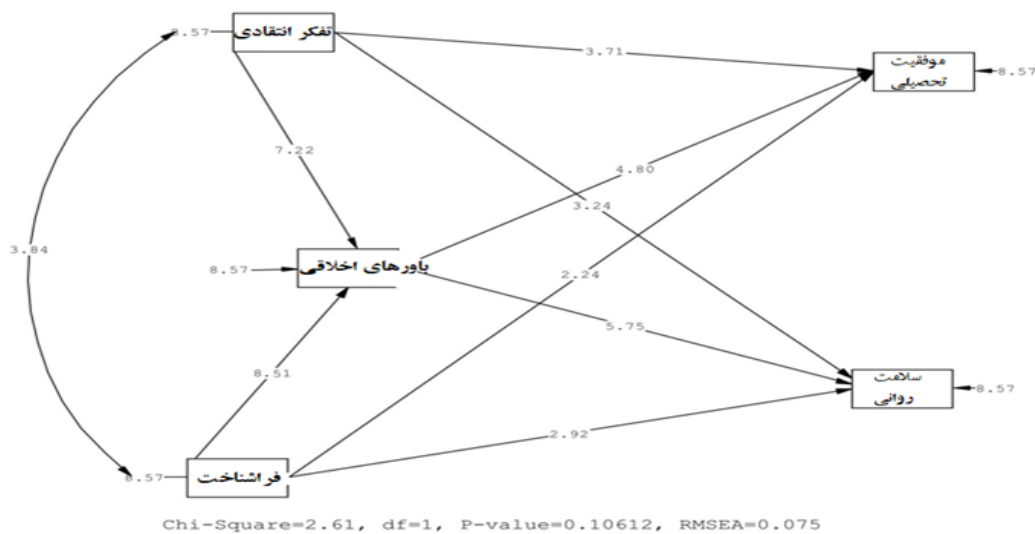 8.57
تفکر انتقادی
3.71
موفقیت
تحصیلی
8.57
7.22
4.80
3.24
3.84
8.57
باورهای اخلاقی
2.24
5.75
8.51
سلامت
روانی
8.57
2.92
8.57
فراشناخت
Chi-Square=2.61, df=1, P-value=0.10612, RMSEA=0.075